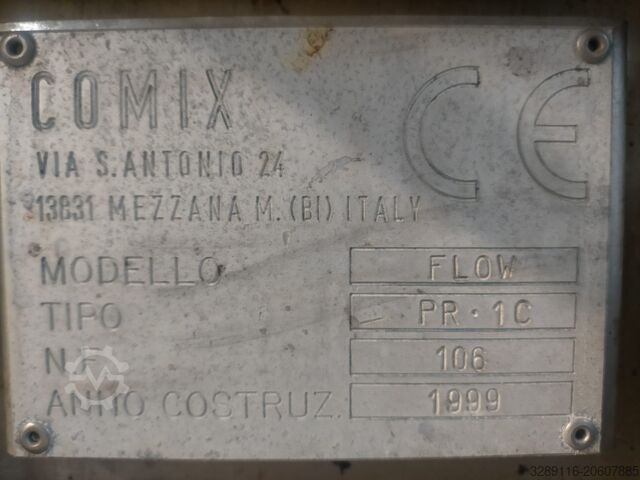 COMIX
CE
VIA S.ANTONIO 24
13831 MEZZANA M. (BI) ITALY
MODELLO FLOW
TIPO PR·1C
N.F 106
ANNO COSTRUZ. 1999
3289116-20607885